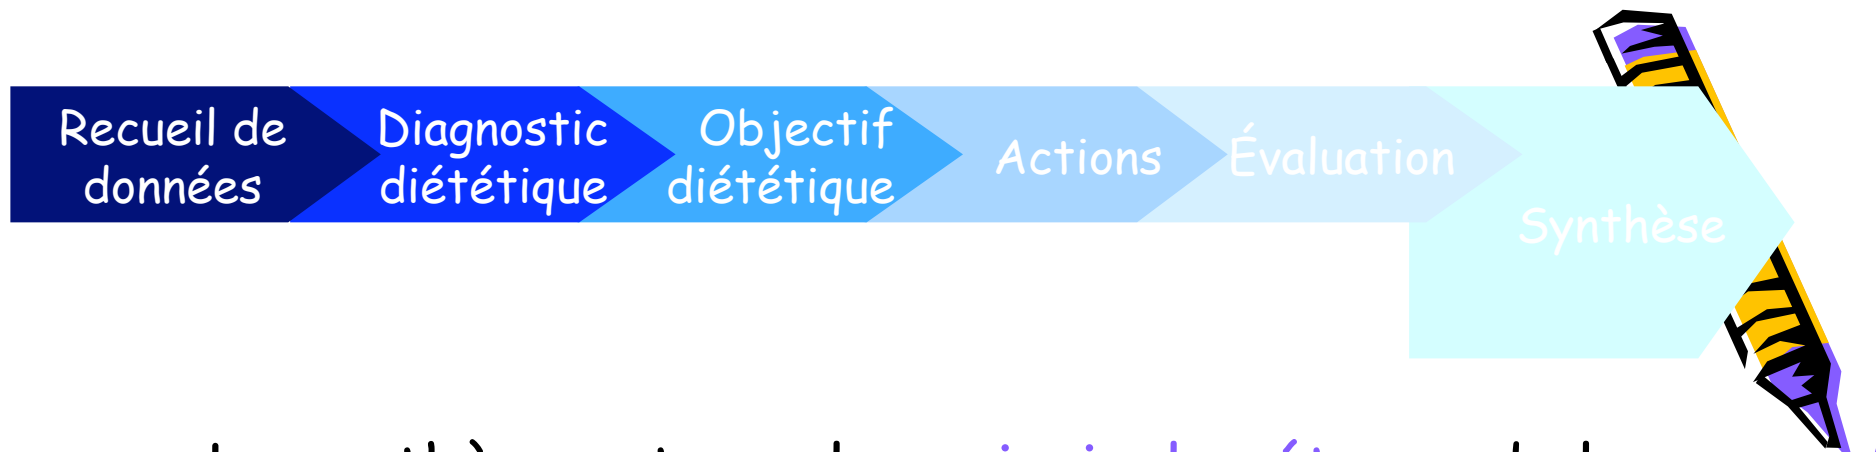 Recueil de
données
Diagnostic
diététique
Objectif
diététique
Actions
Évaluation
Synthèse